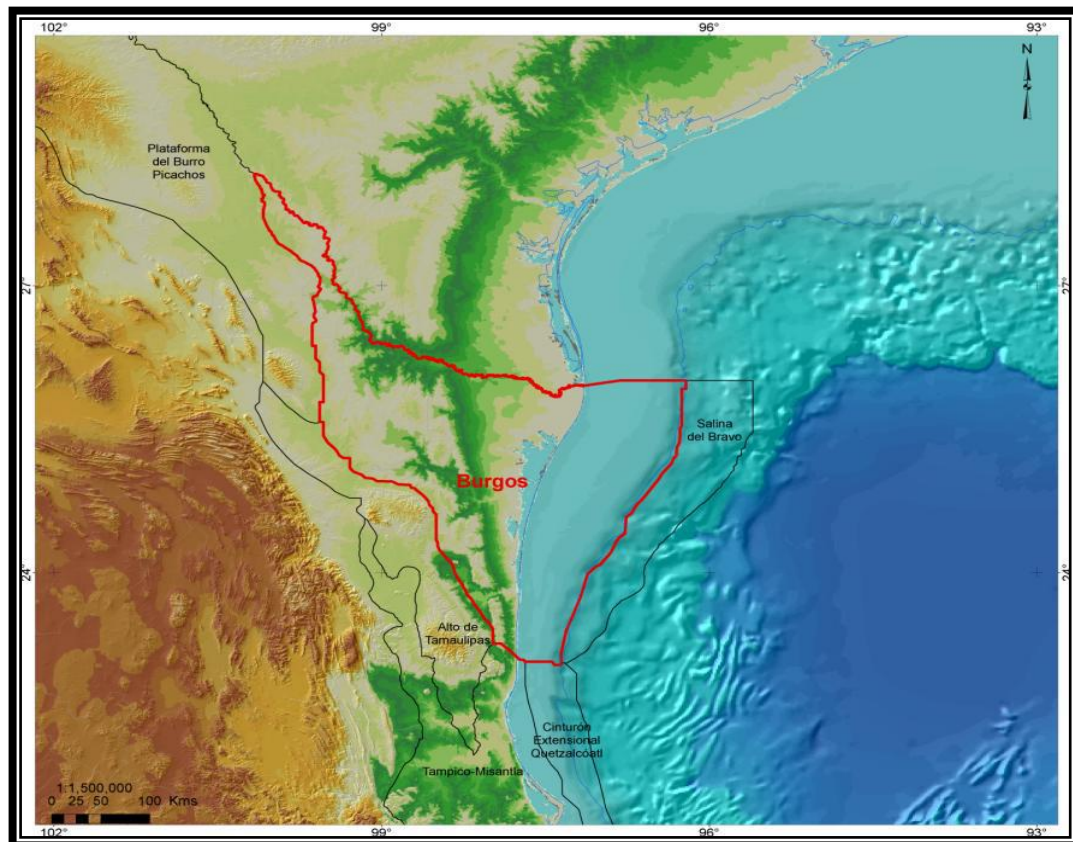 102°
99°
96°
93°
N
Plataforma
del Burro
Picachos
27°
27°
Salina
del Bravo
Burgos
24°
24°
Alto de
Tamaulipas
Cinturón
Extensional
Quetzalcóatl
Tampico-Misantla
1:1,500,000
0 25 50 100 Kms
102°
99°
96°
93°